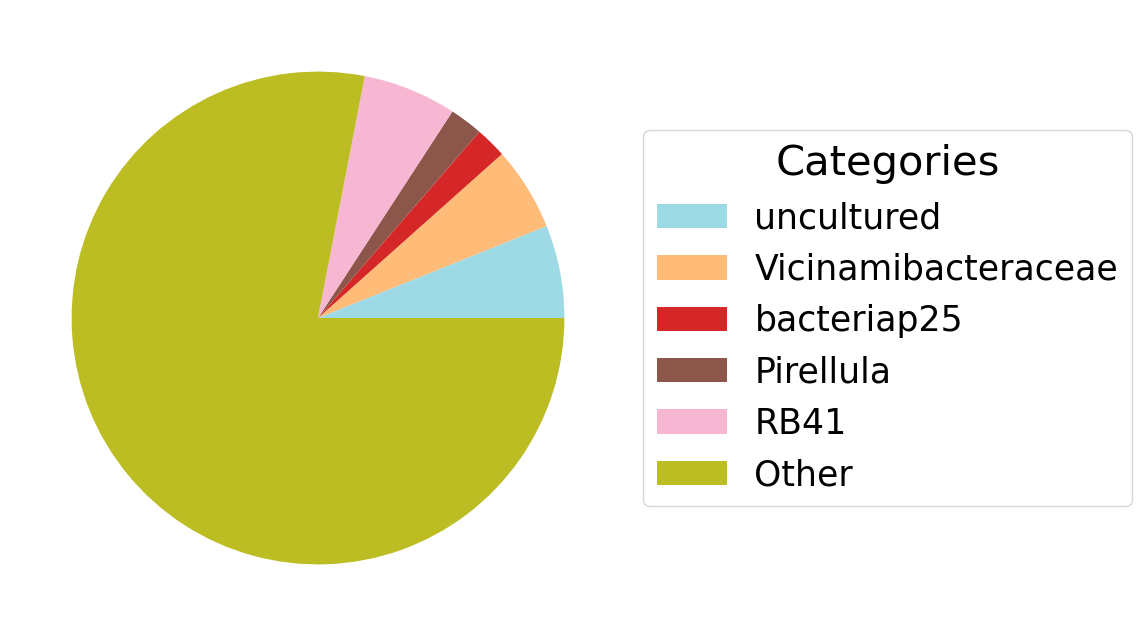 Categories
uncultured
Vicinamibacteraceae
bacteriap25
Pirellula
RB41
Other